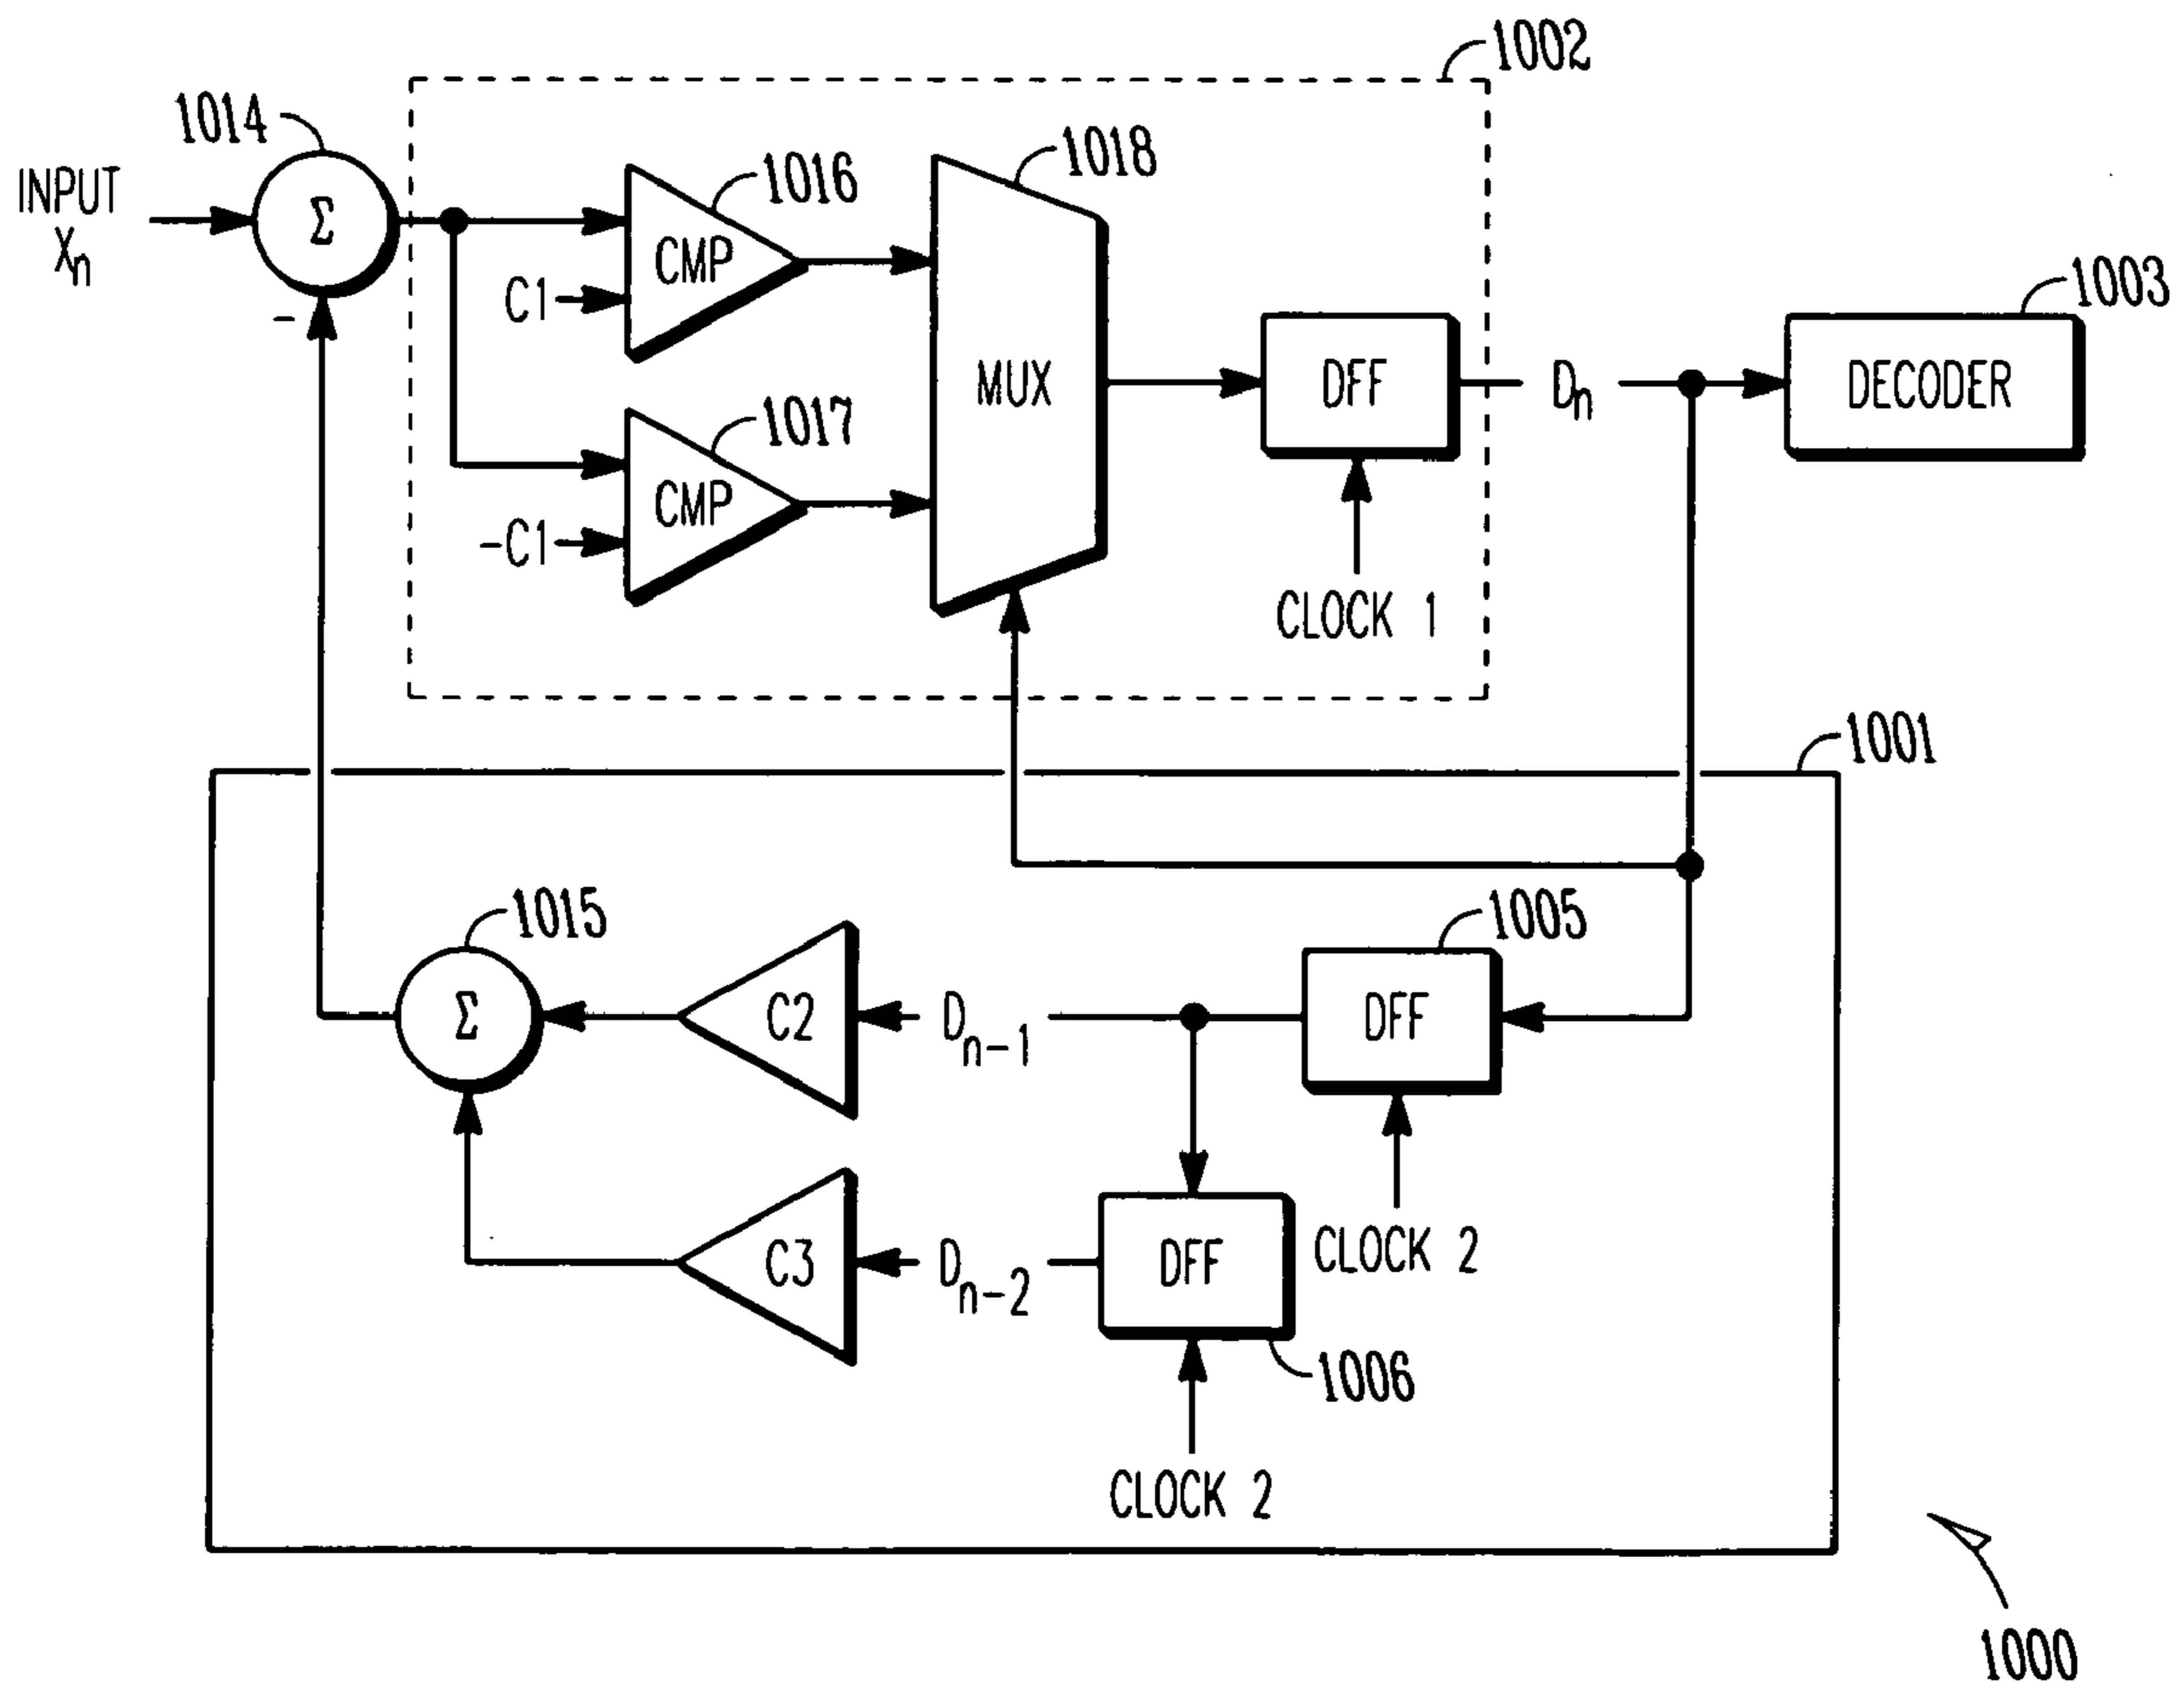 1002
1014
1018
1016
INPUT
Xn
Σ
CMP
C1
1003
1017
MUX
DFF
Dn
DECODER
CMP
-C1
CLOCK 1
1001
1015
1005
Σ
C2
Dn-1
DFF
C3
Dn-2
DFF
CLOCK 2
1006
CLOCK 2
1000
-